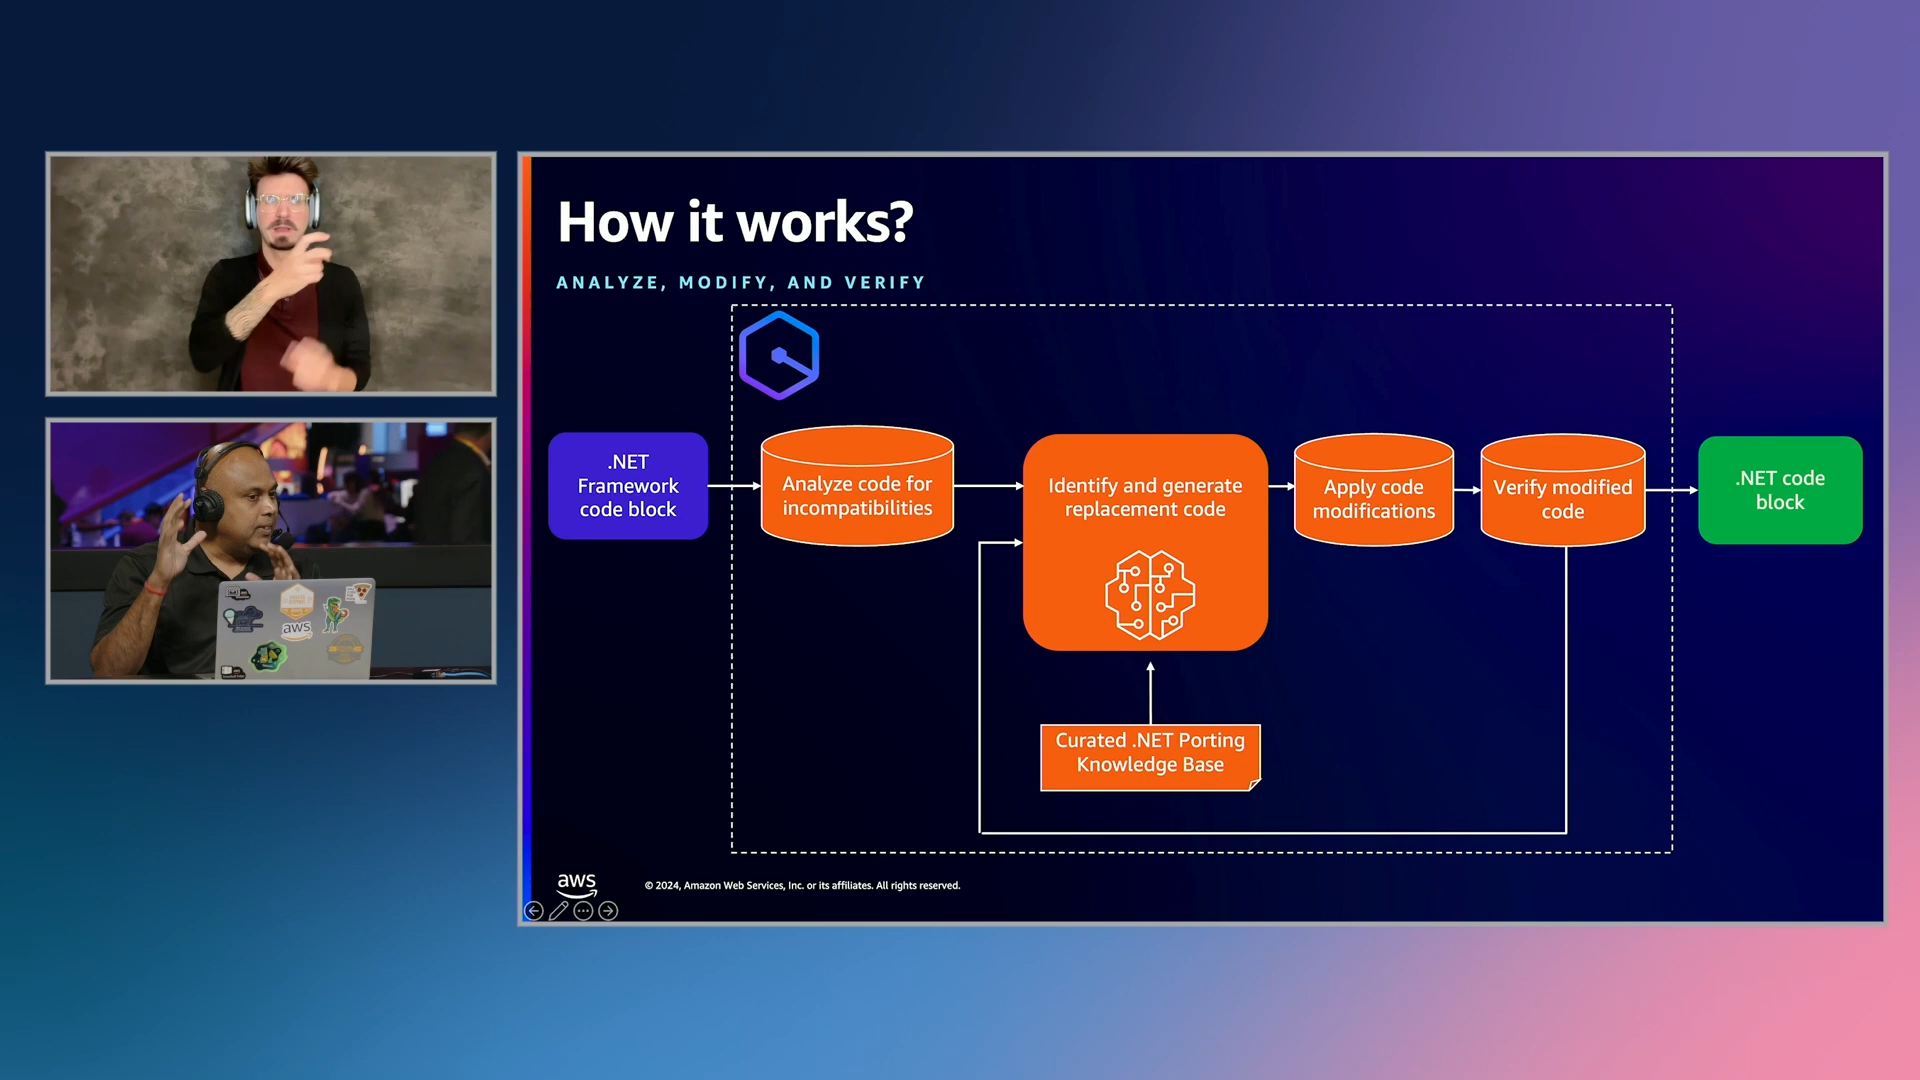 How it works?
ANALYZE, MODIFY, AND VERIFY
.NET
Framework
code block
Analyze code for
incompatibilities
Identify and generate
replacement code
Apply code
modifications
Verify modified
code
.NET code
block
Curated .NET Porting
Knowledge Base
aws
© 2024, Amazon Web Services, Inc. or its affiliates. All rights reserved.
aws